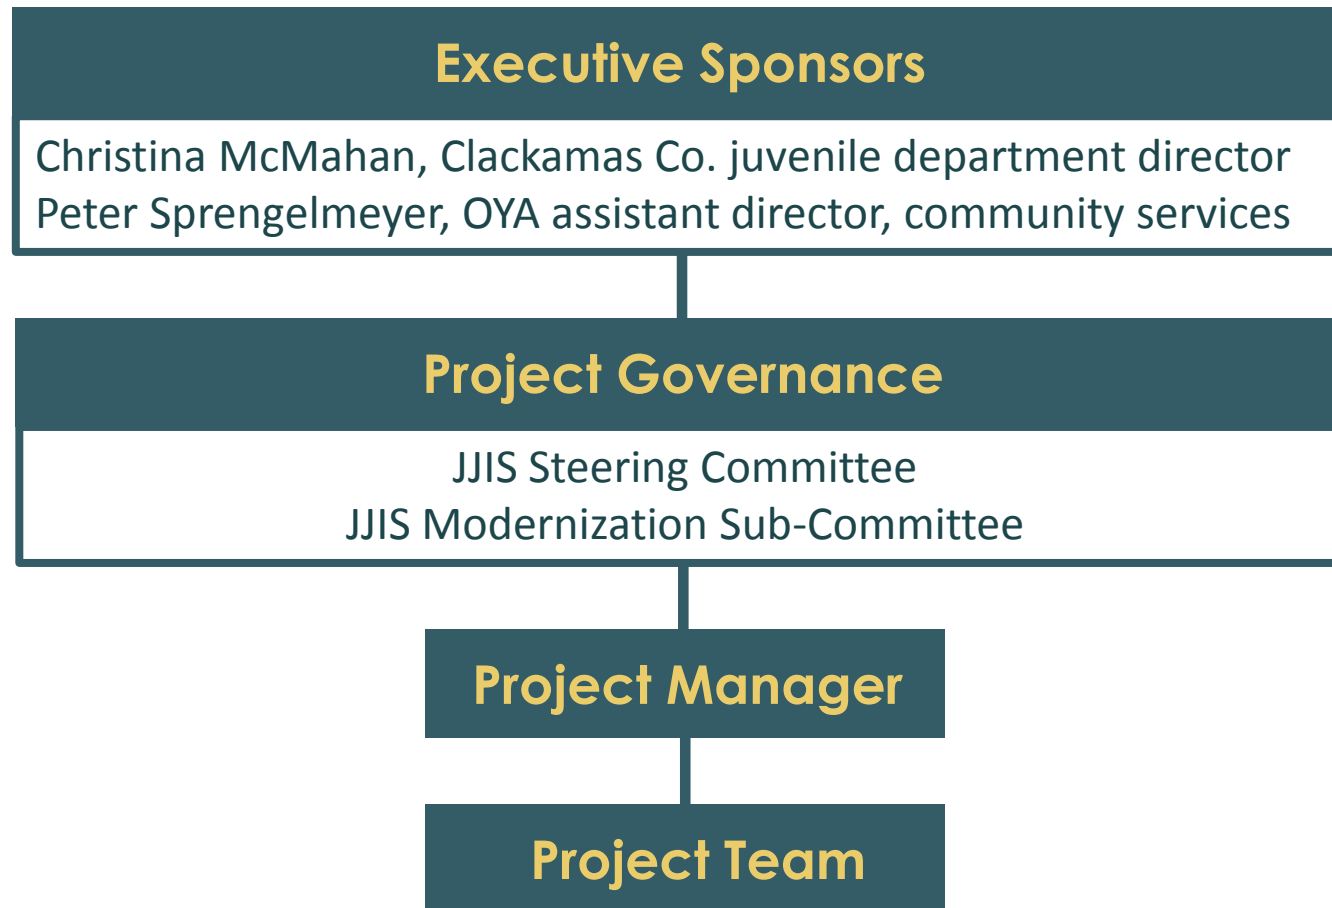 Executive Sponsors
Christina McMahan, Clackamas Co. juvenile department director
Peter Sprengelmeyer, OYA assistant director, community services
Project Governance
JJIS Steering Committee
JJIS Modernization Sub-Committee
Project Manager
Project Team